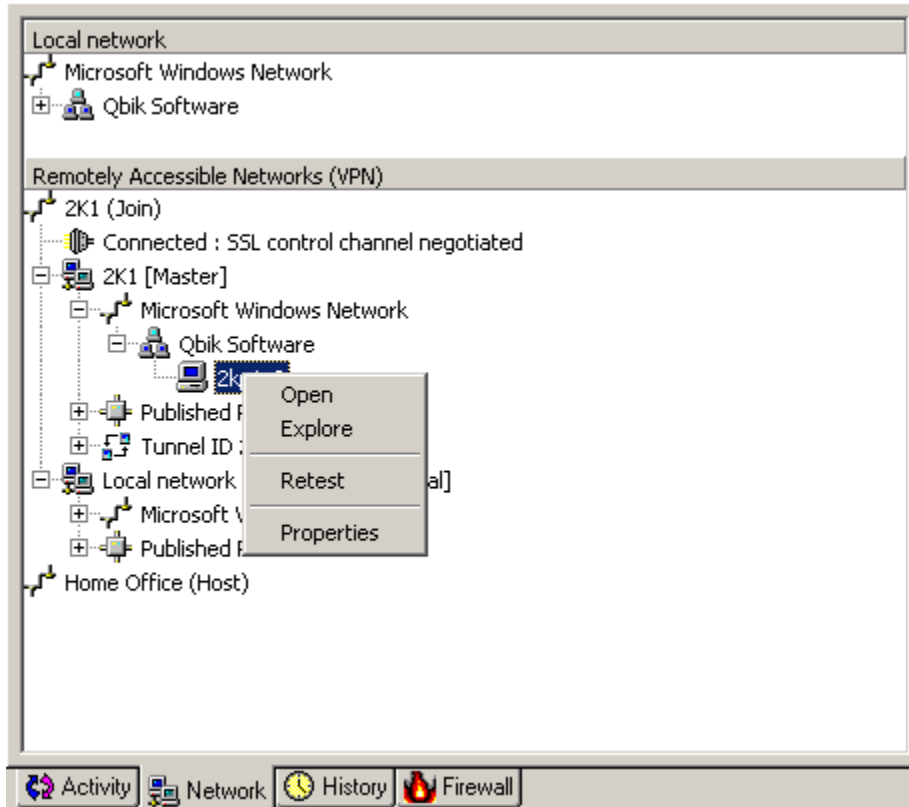 Local network
Microsoft Windows Network
Qbik Software
Remotely Accessible Networks (VPN)
2K1 (Join)
Connected : SSL control channel negotiated
2K1 [Master]
Microsoft Windows Network
Qbik Software
Open
Published
Explore
Tunnel ID
Local network
Retest
Microsoft
Properties
Published
Home Office (Host)
Activity Network History Firewall